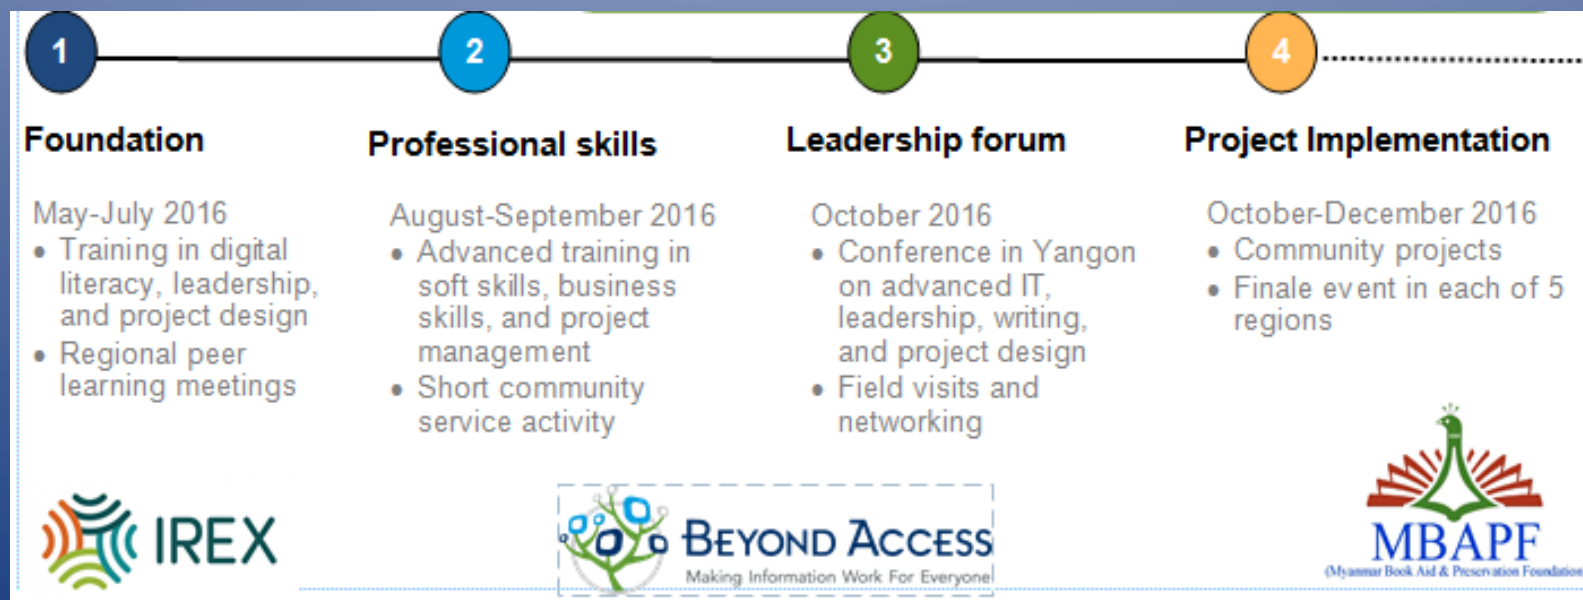 1
2
3
4
Foundation
May-July 2016
• Training in digital
literacy, leadership,
and project design
• Regional peer
learning meetings
Professional skills
August-September 2016
• Advanced training in
soft skills, business
skills, and project
management
• Short community
service activity
Leadership forum
October 2016
• Conference in Yangon
on advanced IT,
leadership, writing,
and project design
• Field visits and
networking
Project Implementation
October-December 2016
• Community projects
• Finale event in each of 5
regions
IREX
BEYOND ACCESS
Making Information Work For Everyone
MBAPF
(Myanmar Book Aid & Preservation Foundation